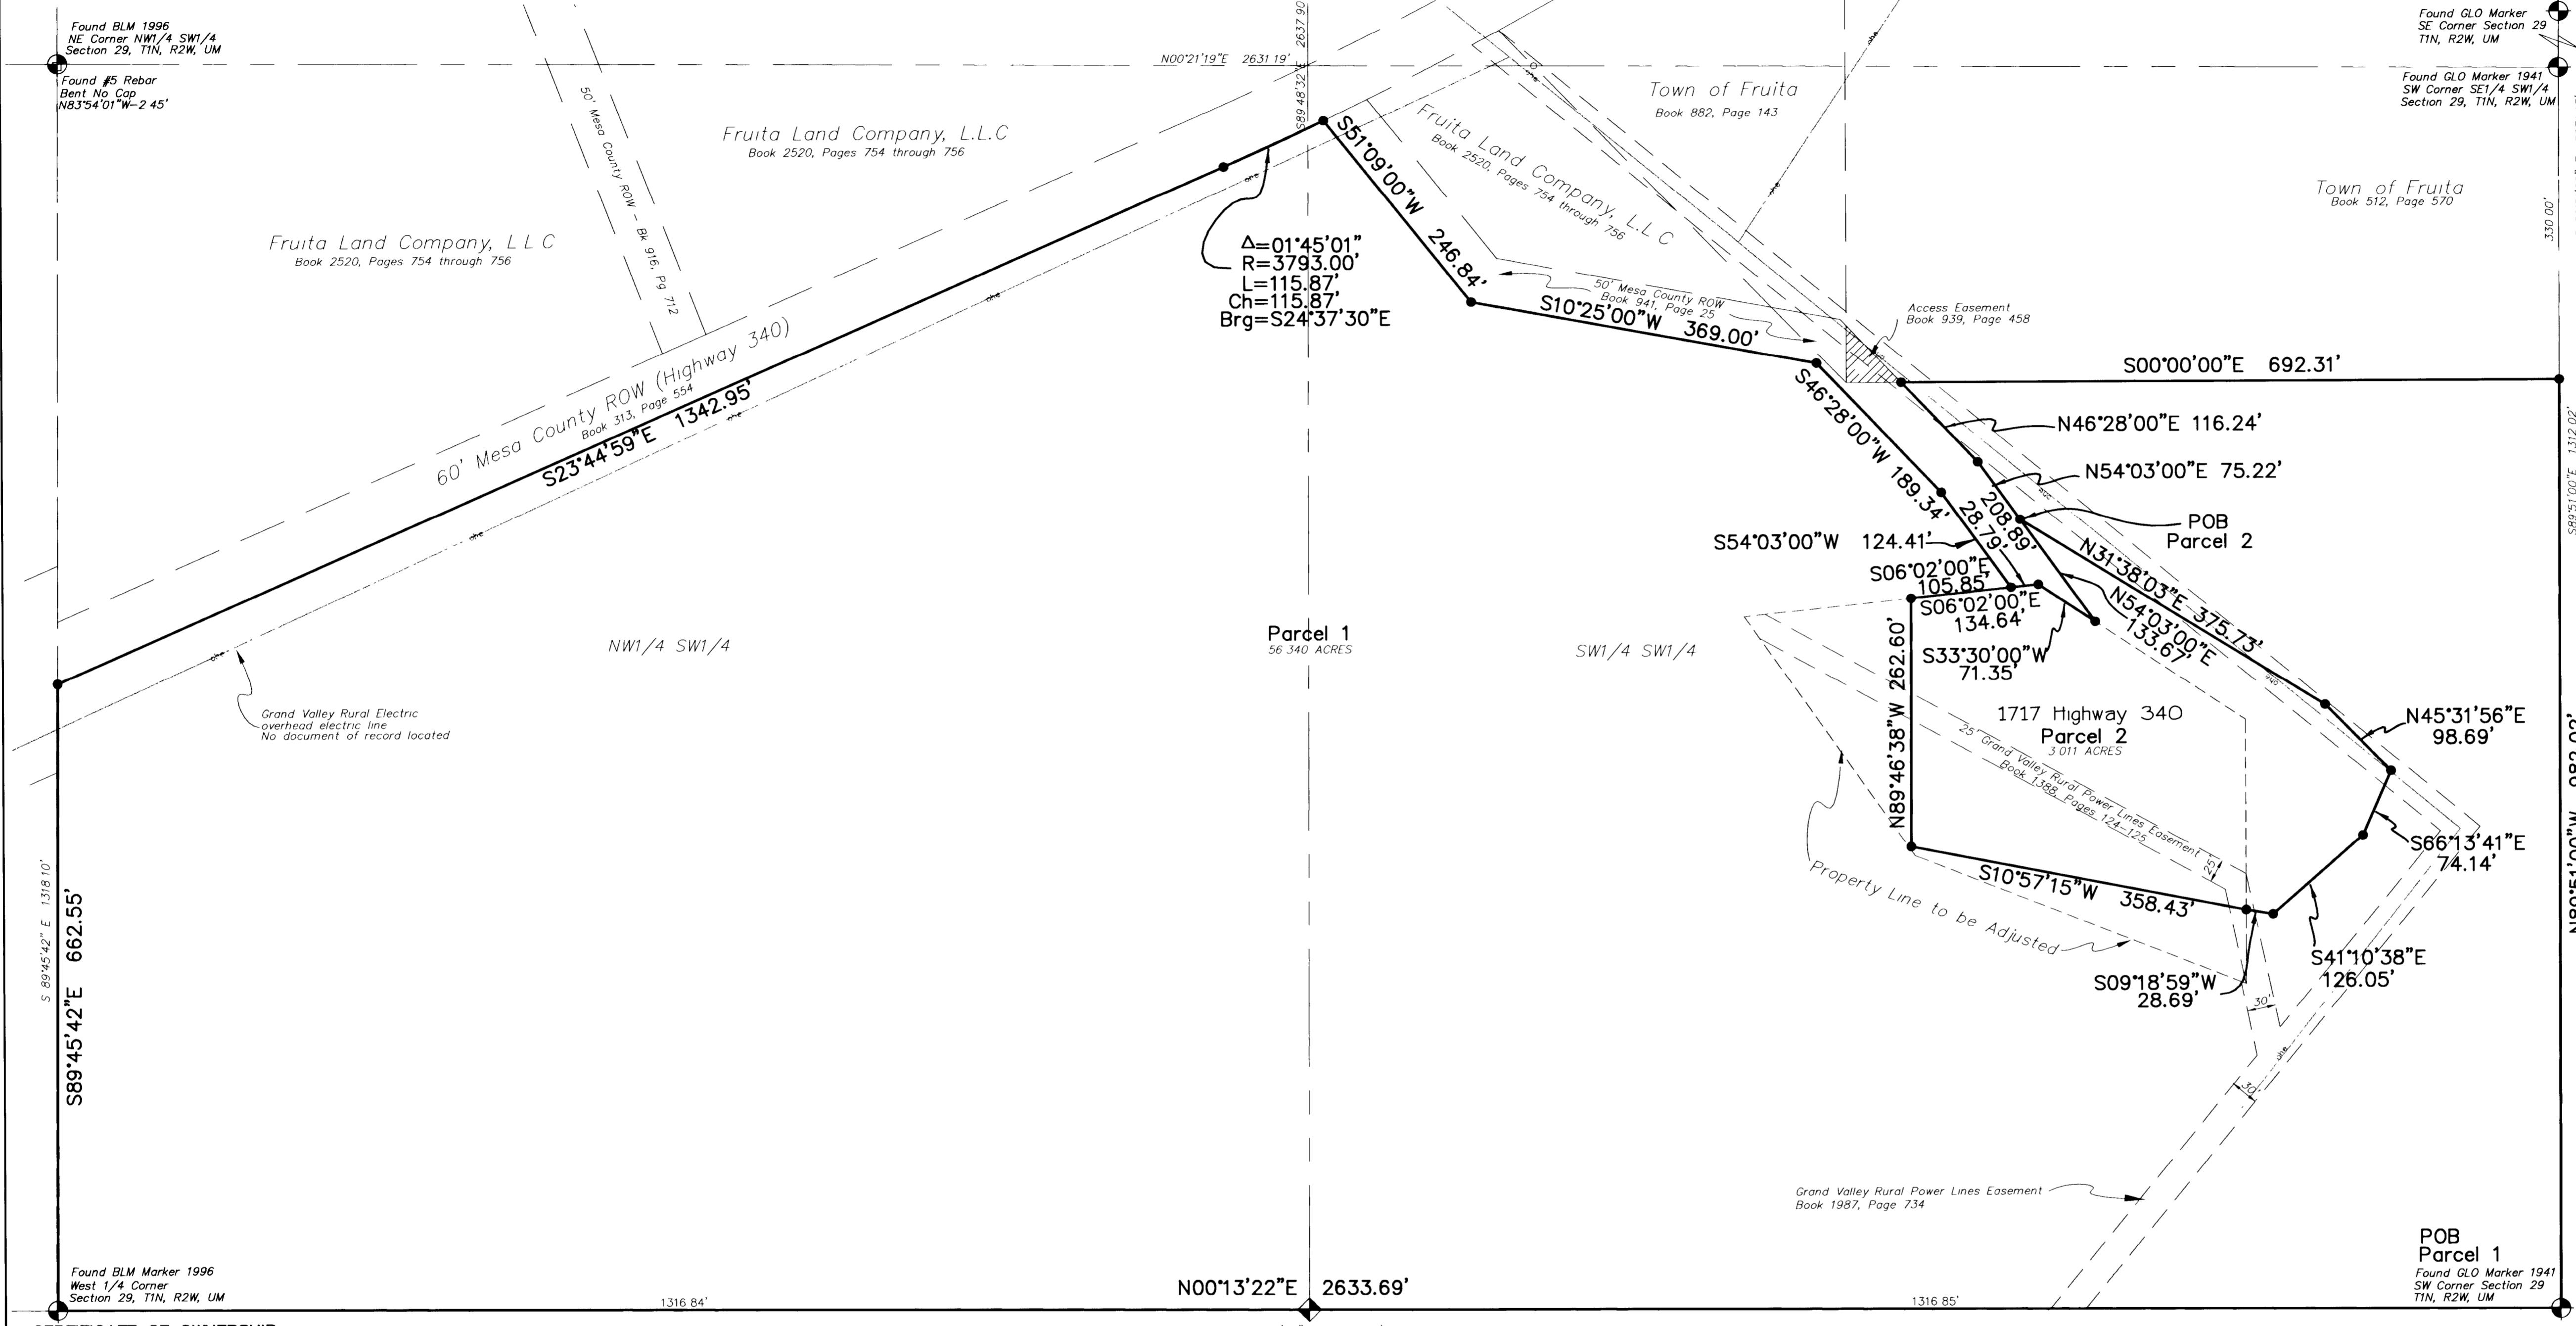 Found BLM 1996
NE Corner NW1/4 SW1/4
Section 29, T1N, R2W, UM
Found #5 Rebar
Bent No Cap
N83°54'01"W-2 45'
50' Mesa County ROW - Bk 916, Pg 712
Fruita Land Company, L.L.C
Book 2520, Pages 754 through 756
Fruita Land Company, L L C
Book 2520, Pages 754 through 756
N00°21'19"E 2631 19'
S89 48'32"E 2637 90
Found GLO Marker
SE Corner Section 29
T1N, R2W, UM
Found GLO Marker 1941
SW Corner SE1/4 SW1/4
Section 29, T1N, R2W, UM
Town of Fruita
Book 882, Page 143
Town of Fruita
Book 512, Page 570
330 00'
Fruita Land Company, L.L C
Book 2520, Pages 754 through 756
S51°09'00"W 246.84'
Δ=01°45'01"
R=3793.00'
L=115.87'
Ch=115.87'
Brg=S24°37'30"E
50' Mesa County ROW
Book 941, Page 25
S10°25'00"W 369.00'
Access Easement
Book 939, Page 458
S00°00'00"E 692.31'
60' Mesa County ROW (Highway 340)
Book 313, Page 554
S23°44'59"E 1342.95'
ohe
ohe
ohe
ohe
ohe
ohe
ohe
ohe
ohe
S46°28'00"W 189.34'
N46°28'00"E 116.24'
N54°03'00"E 75.22'
POB
Parcel 2
208.89'
28.79'
S54°03'00"W 124.41'
S06°02'00"E
105.85'
S06°02'00"E
134.64'
S33°30'00"W
71.35'
N31°38'03"E 375.73'
N54°03'00"E
133.67'
S89°51'00"E 1312 02'
NW1/4 SW1/4
Parcel 1
56 340 ACRES
SW1/4 SW1/4
Grand Valley Rural Electric
overhead electric line
No document of record located
N89°46'38"W 262.60'
1717 Highway 340
Parcel 2
3 011 ACRES
25' Grand Valley Rural Power Lines Easement
Book 1388, Pages 124-125
25'
N45°31'56"E
98.69'
S66°13'41"E
74.14'
S10°57'15"W 358.43'
Property Line to be Adjusted
S41°10'38"E
126.05'
S09°18'59"W
28.69'
30'
30'
ohe
N89°51'00"W 982.02'
S 89°45'42" E 1318 10'
S89°45'42"E 662.55'
Grand Valley Rural Power Lines Easement
Book 1987, Page 734
POB
Parcel 1
Found GLO Marker 1941
SW Corner Section 29
T1N, R2W, UM
Found BLM Marker 1996
West 1/4 Corner
Section 29, T1N, R2W, UM
1316 84'
N00°13'22"E 2633.69'
1316 85'